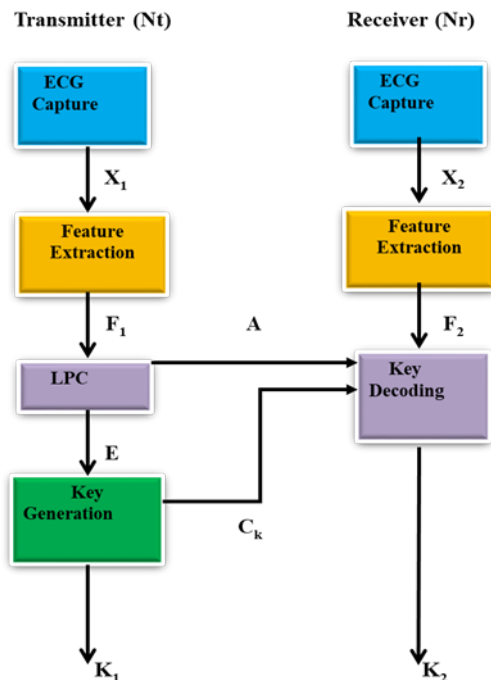 Transmitter (Nt)
Receiver (Nr)
ECG
Capture
ECG
Capture
X₁
X₂
Feature
Extraction
Feature
Extraction
F₁
A
F₂
LPC
Key
Decoding
E
Key
Generation
Cₖ
K₁
K₂